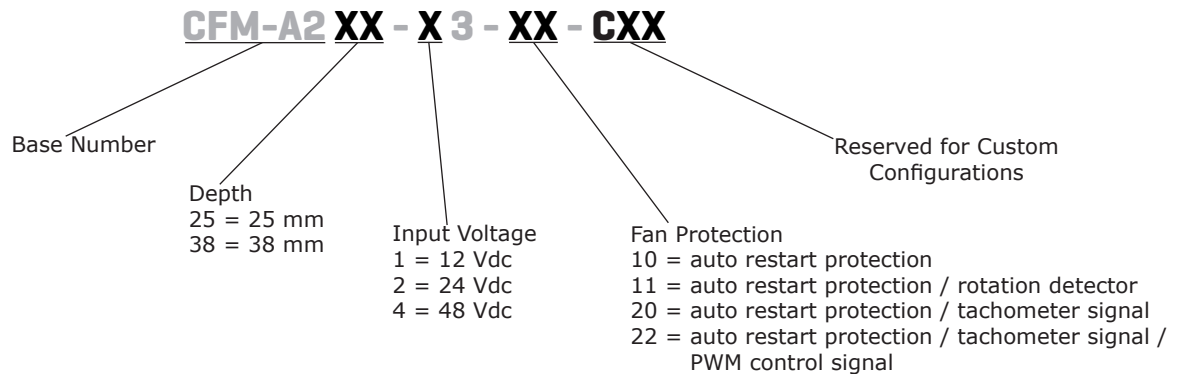 CFM-A2 XX - X 3 - XX - CXX
Base Number
Depth
25 = 25 mm
38 = 38 mm
Input Voltage
1 = 12 Vdc
2 = 24 Vdc
4 = 48 Vdc
Fan Protection
10 = auto restart protection
11 = auto restart protection / rotation detector
20 = auto restart protection / tachometer signal
22 = auto restart protection / tachometer signal /
PWM control signal
Reserved for Custom
Configurations